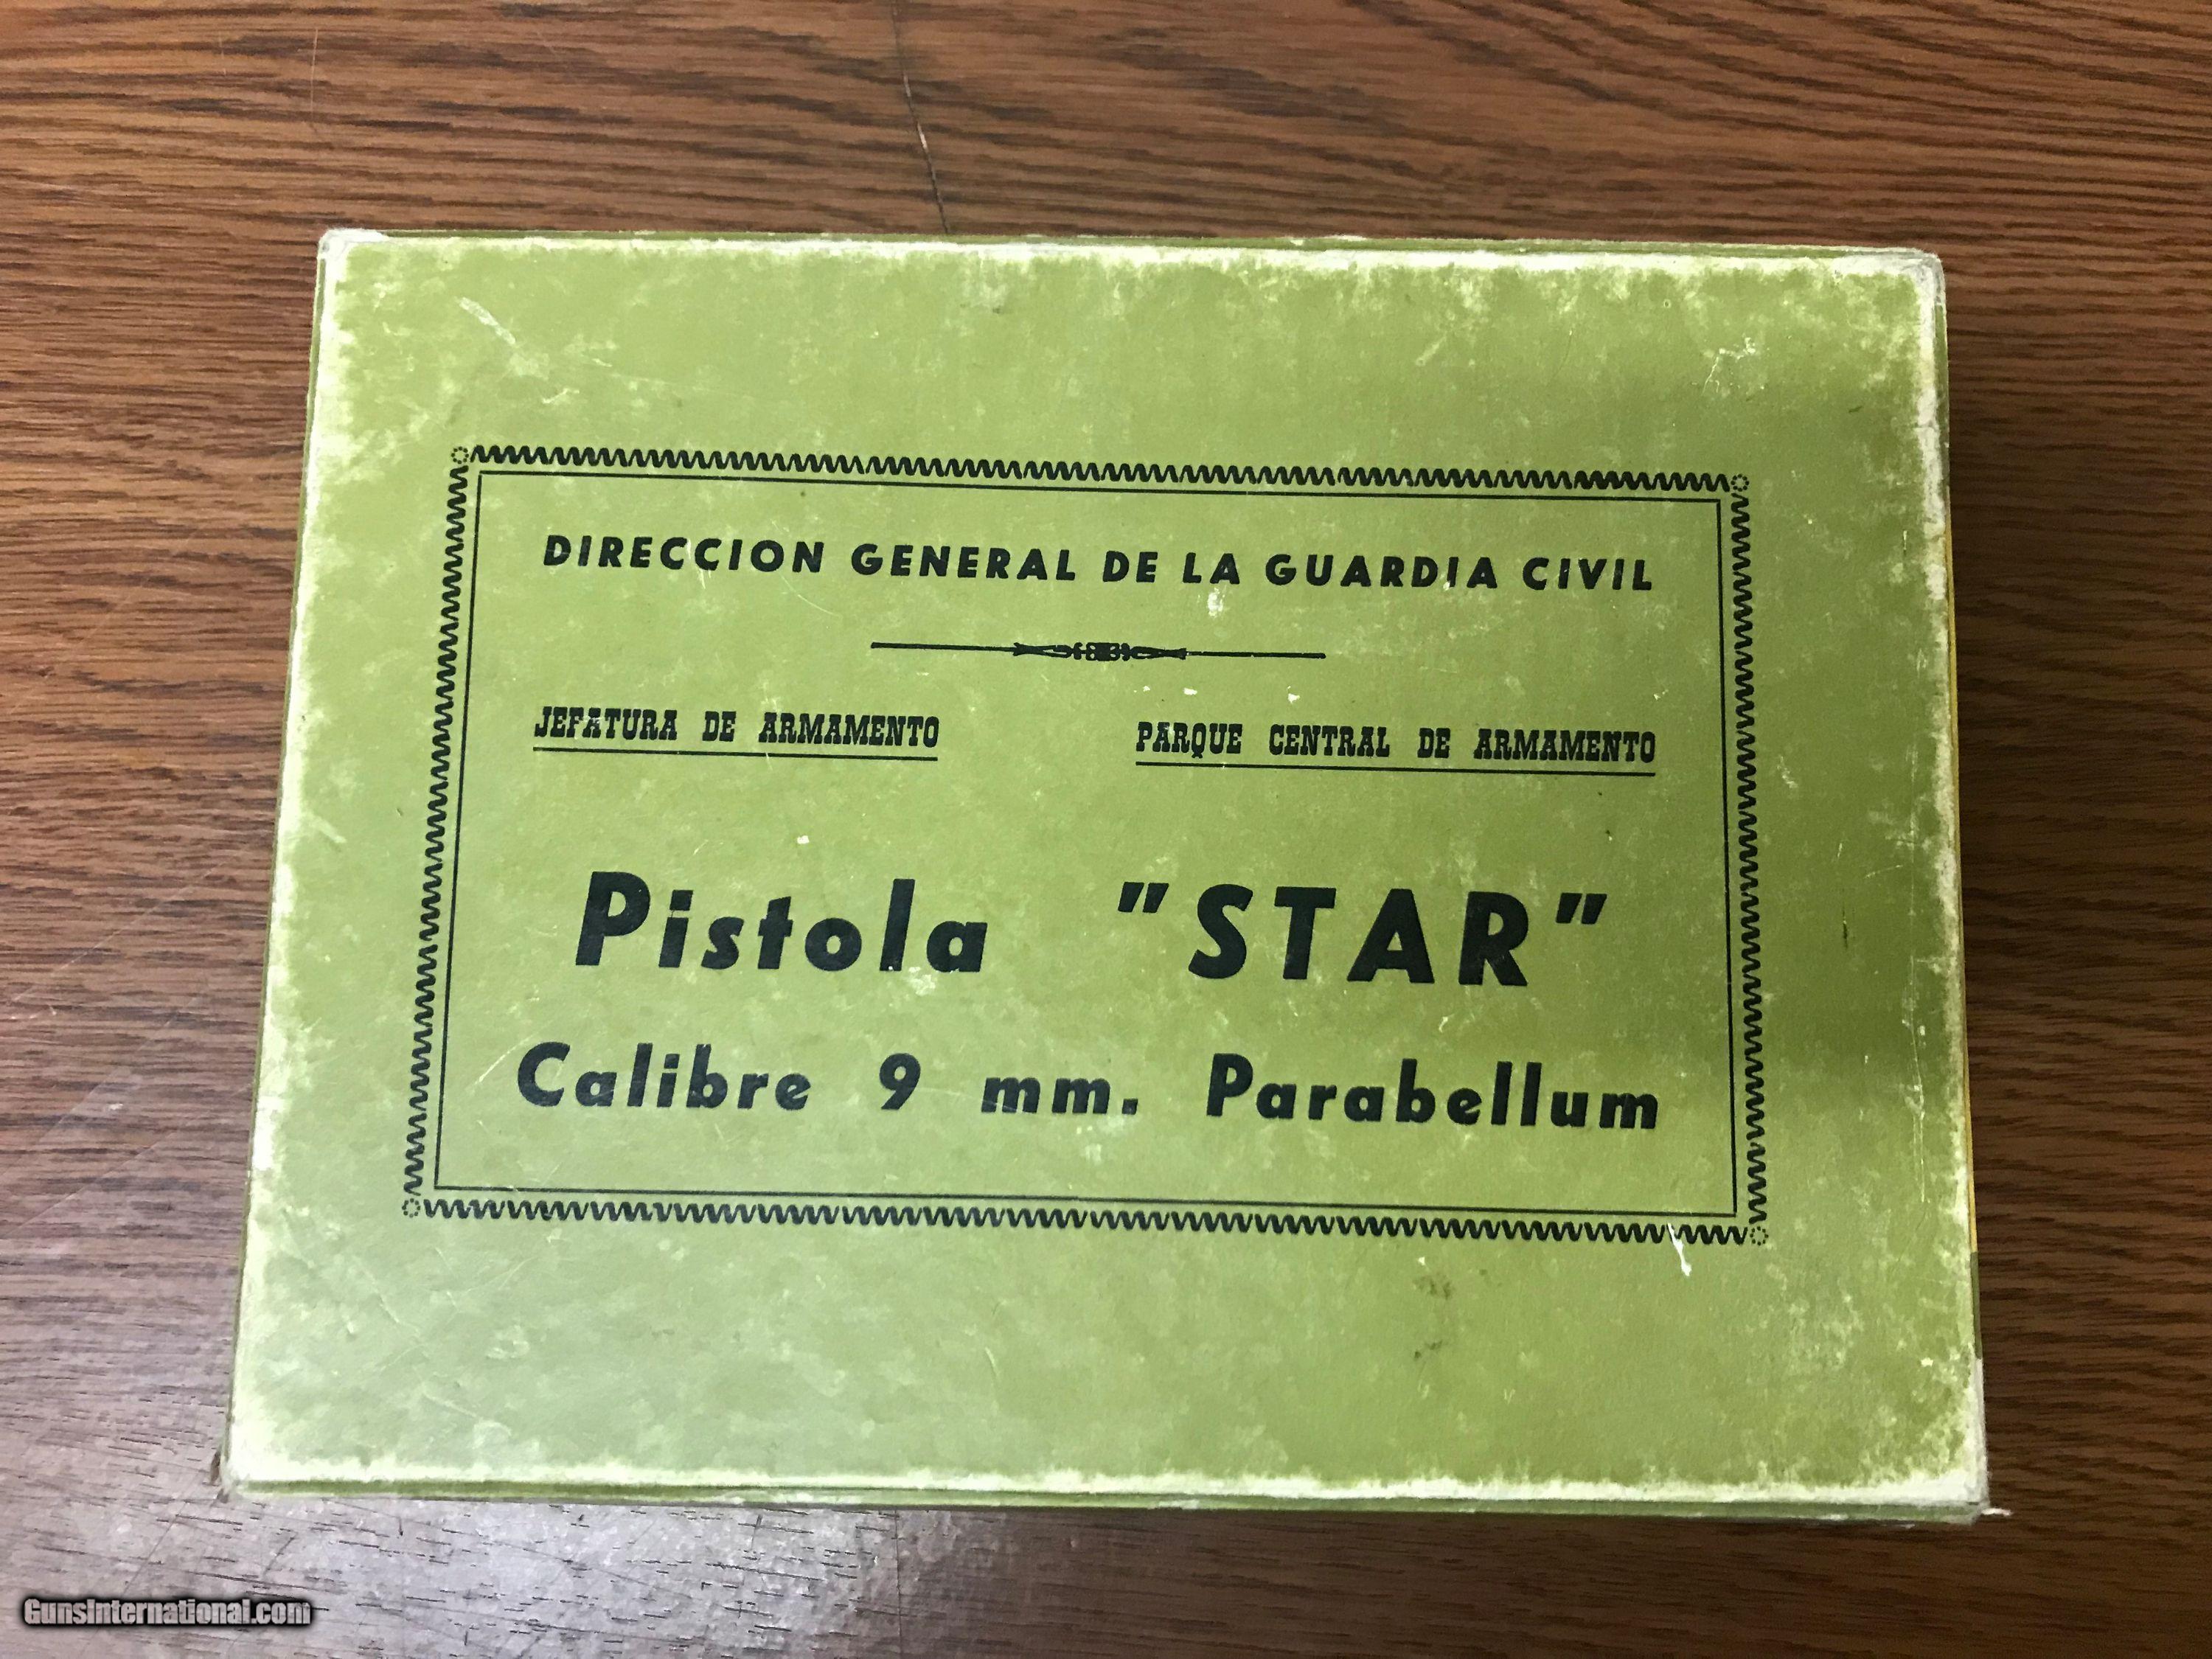 DIRECCION GENERAL DE LA GUARDIA CIVIL
JEFATURA DE ARMAMENTO
PARQUE CENTRAL DE ARMAMENTO
Pistola "STAR"
Calibre 9 mm. Parabellum
GunsInternational.com